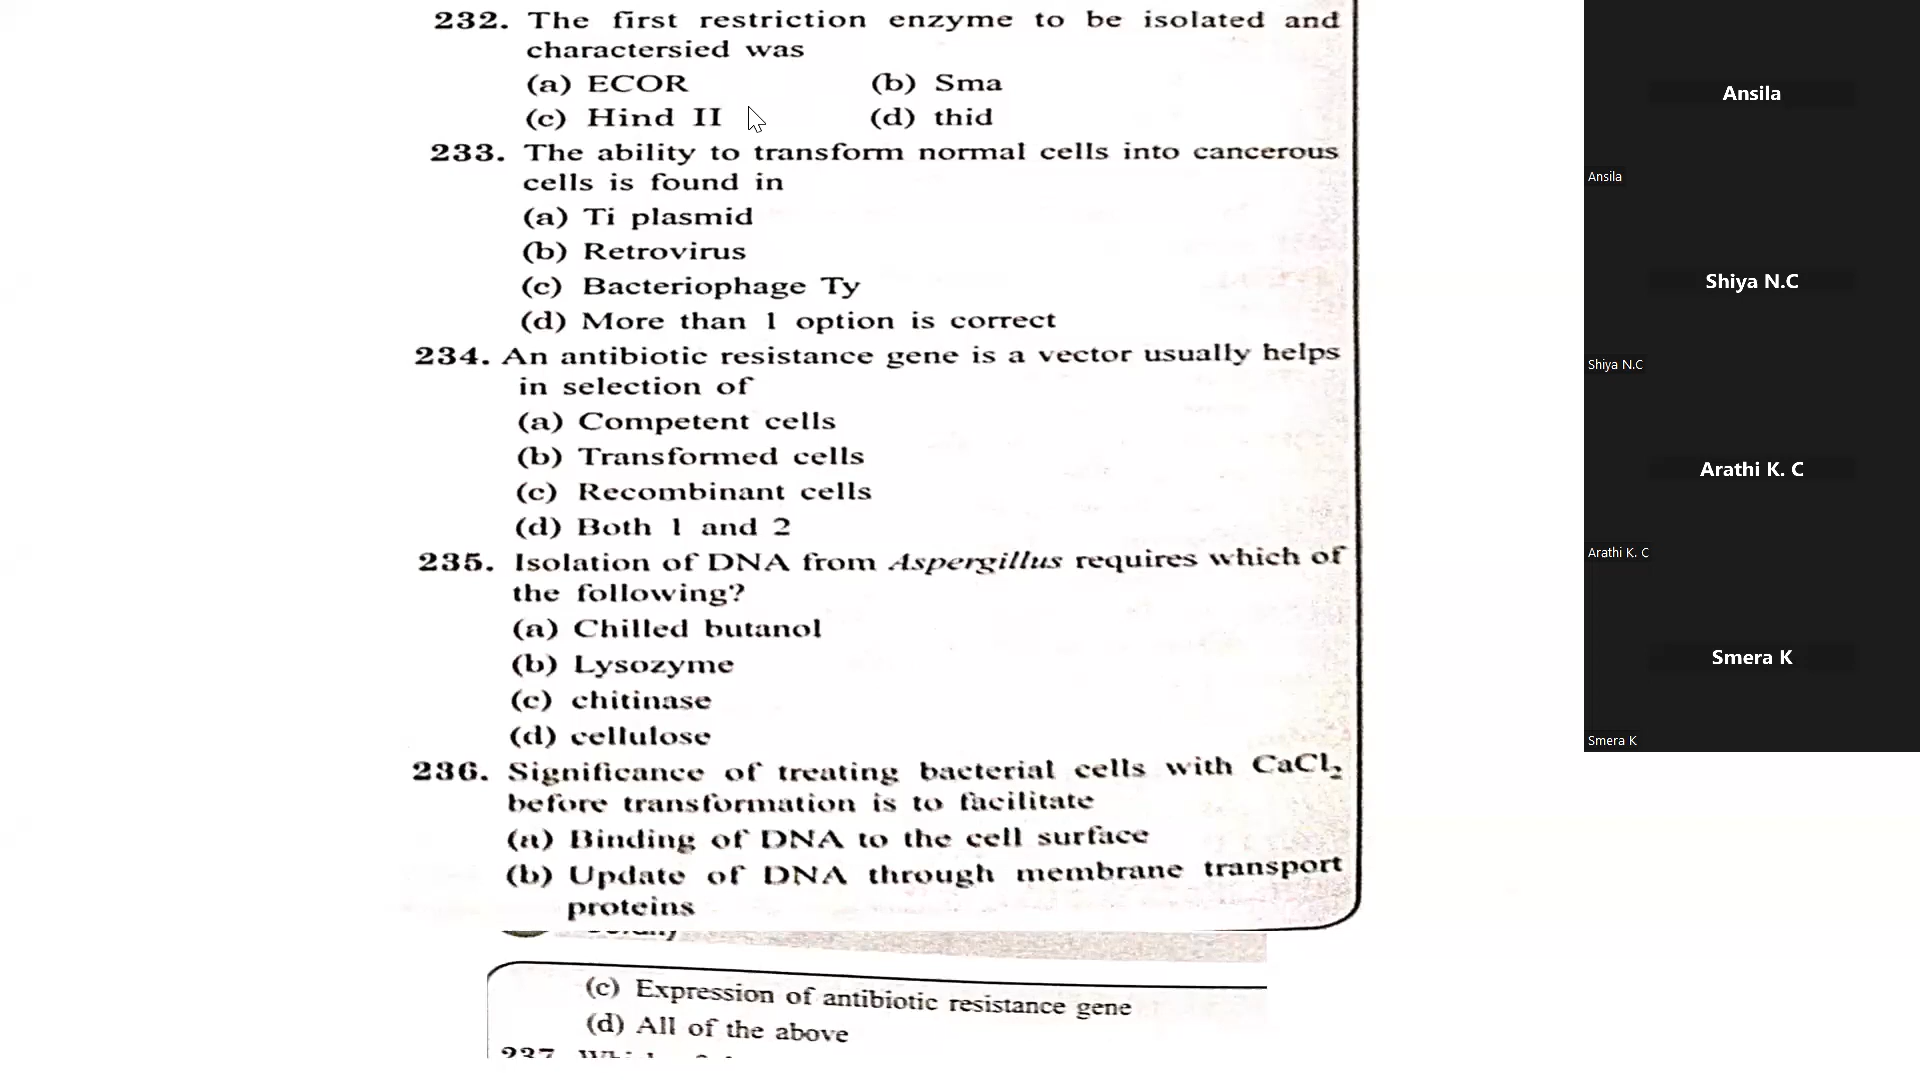 232. The first restriction enzyme to be isolated and
charactersied was
(a) ECOR (b) Sma
(c) Hind II (d) thid
233. The ability to transform normal cells into cancerous
cells is found in
(a) Ti plasmid
(b) Retrovirus
(c) Bacteriophage Ty
(d) More than 1 option is correct
234. An antibiotic resistance gene is a vector usually helps
in selection of
(a) Competent cells
(b) Transformed cells
(c) Recombinant cells
(d) Both 1 and 2
235. Isolation of DNA from Aspergillus requires which of
the following?
(a) Chilled butanol
(b) Lysozyme
(c) chitinase
(d) cellulose
236. Significance of treating bacterial cells with CaCl₂
before transformation is to facilitate
(a) Binding of DNA to the cell surface
(b) Update of DNA through membrane transport
proteins
(c) Expression of antibiotic resistance gene
(d) All of the above
237.
Ansila
Ansila
Shiya N.C
Shiya N.C
Arathi K. C
Arathi K. C
Smera K
Smera K